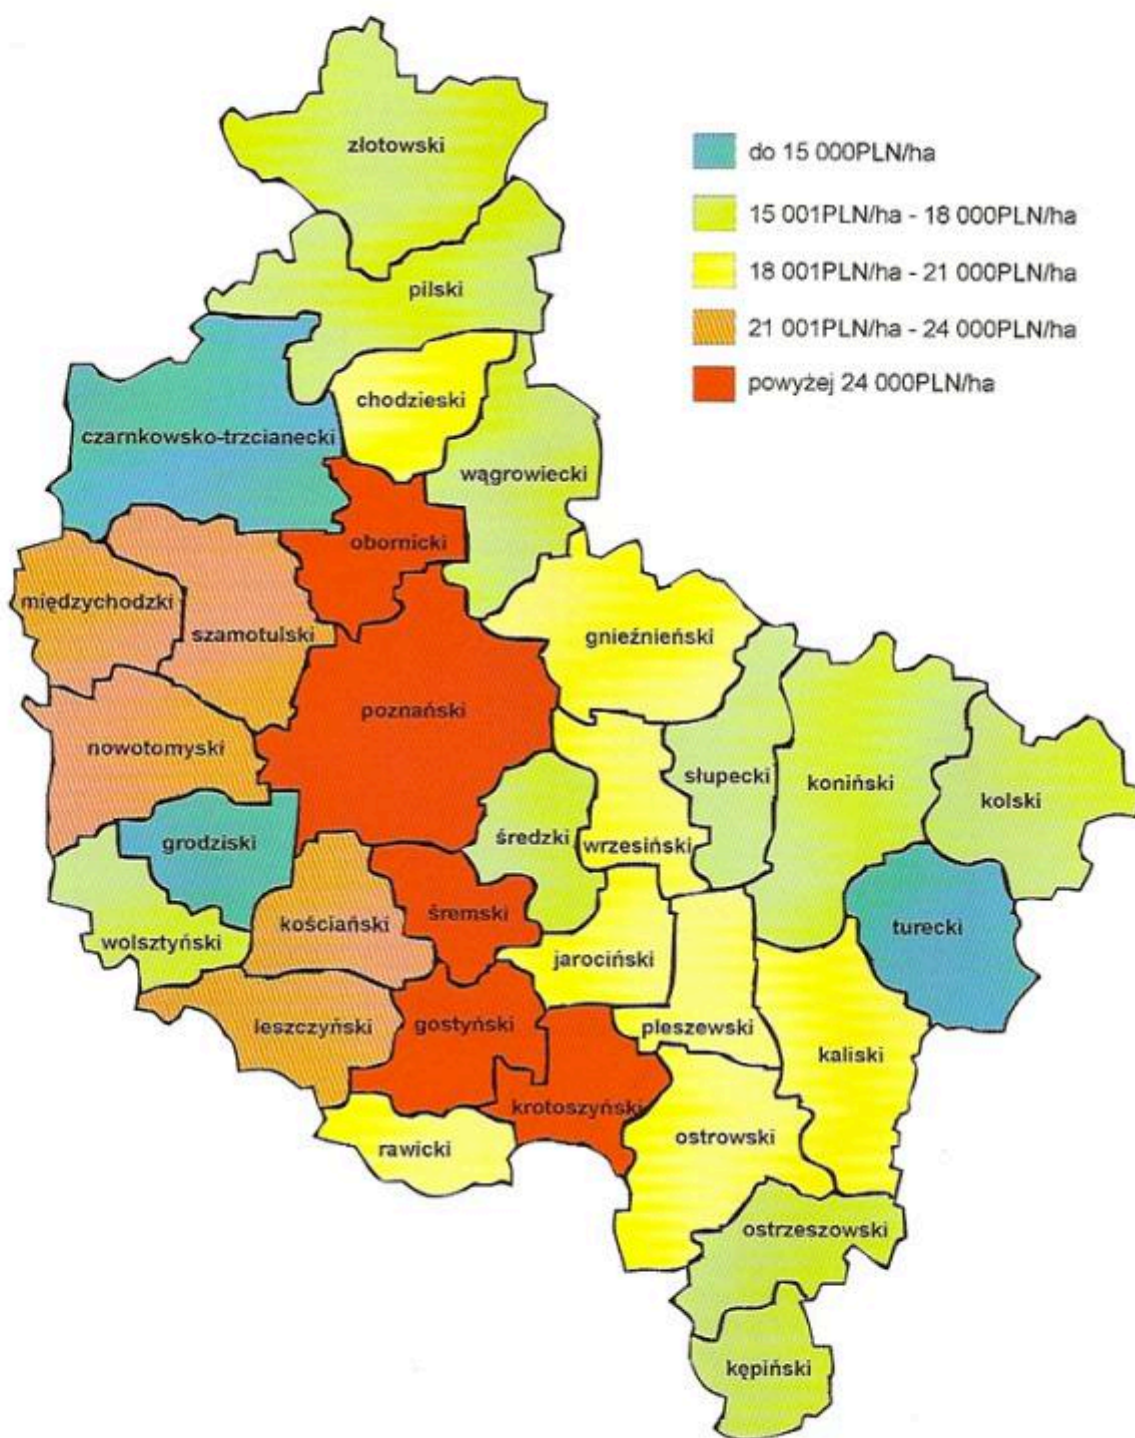 złotowski
do 15 000PLN/ha
15 001PLN/ha - 18 000PLN/ha
18 001PLN/ha - 21 000PLN/ha
21 001PLN/ha - 24 000PLN/ha
powyżej 24 000PLN/ha
pilski
chodzieski
czarnkowsko-trzcianecki
wągrowiecki
obornicki
międzychodzki
szamotulski
gnieźnieński
poznański
nowotomyski
słupecki
koniński
kolski
grodziski
średzki
wrzesiński
kościański
śremski
turecki
wolsztyński
jarociński
leszczyński
gostyński
pleszewski
kaliski
krotoszyński
ostrowski
rawicki
ostrzeszowski
kępiński